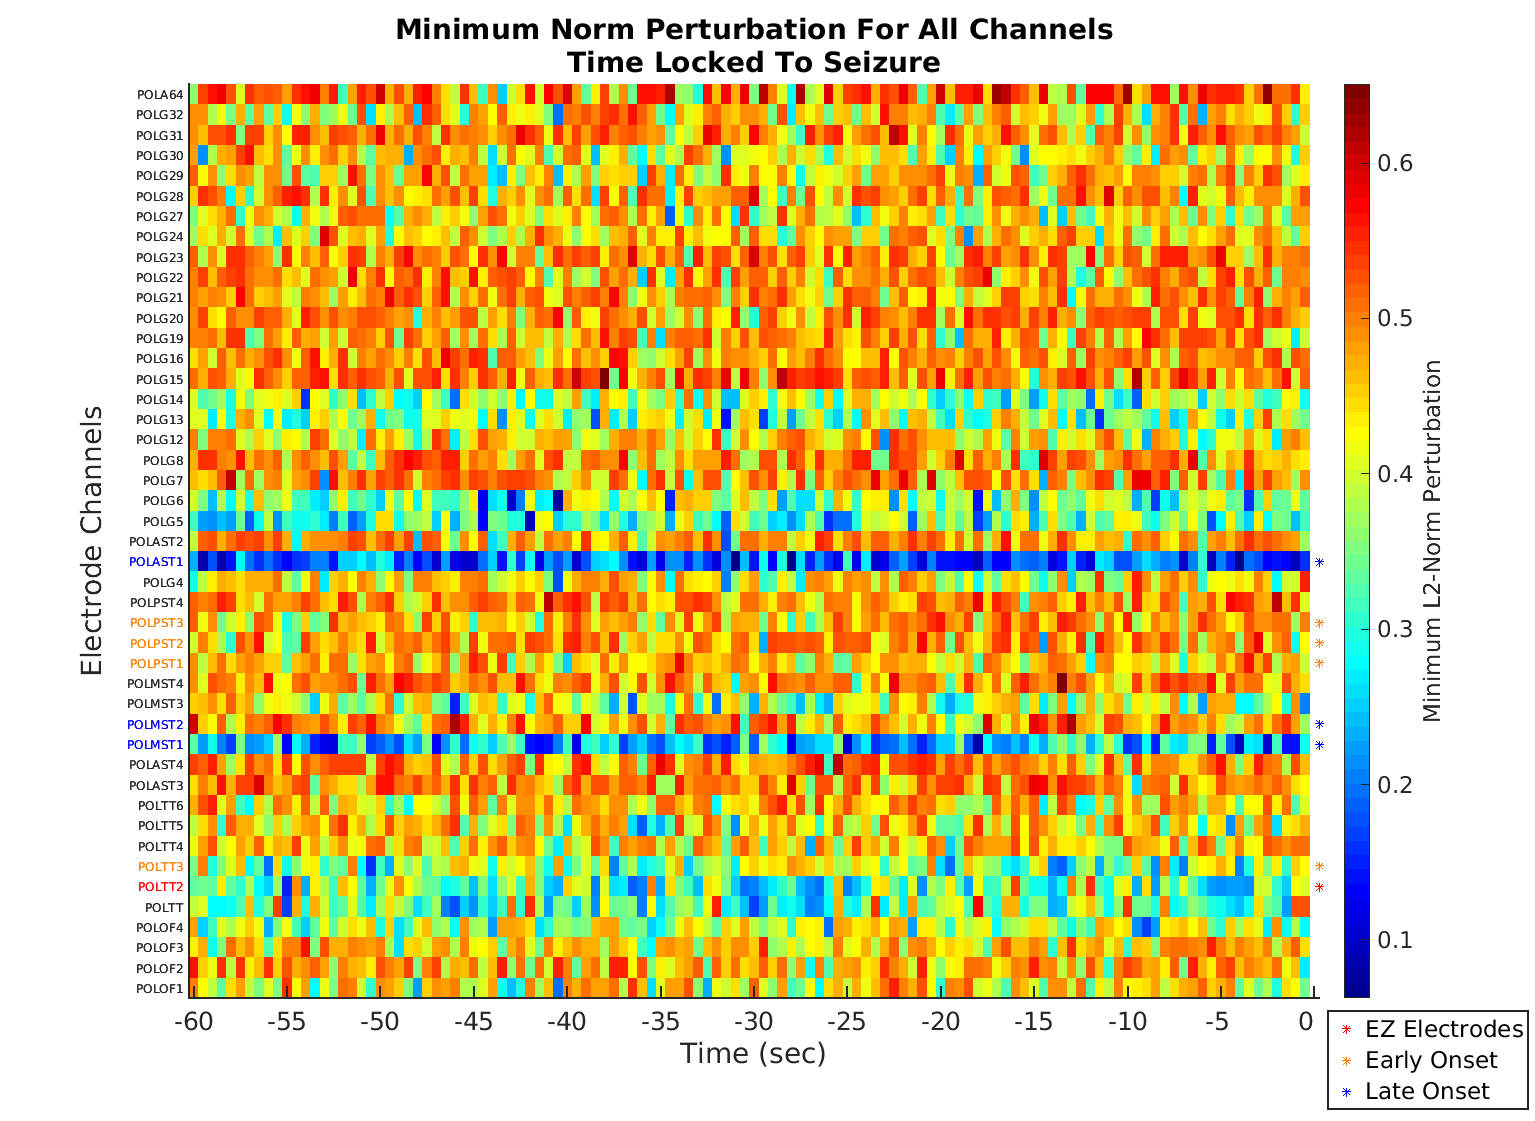 Minimum Norm Perturbation For All Channels
Time Locked To Seizure
Electrode Channels
POLA64
POLG32
POLG31
POLG30
POLG29
POLG28
POLG27
POLG24
POLG23
POLG22
POLG21
POLG20
POLG19
POLG16
POLG15
POLG14
POLG13
POLG12
POLG8
POLG7
POLG6
POLG5
POLAST2
POLAST1
POLG4
POLPST4
POLPST3
POLPST2
POLPST1
POLMST4
POLMST3
POLMST2
POLMST1
POLAST4
POLAST3
POLTT6
POLTT5
POLTT4
POLTT3
POLTT2
POLTT
POLOF4
POLOF3
POLOF2
POLOF1
-60 -55 -50 -45 -40 -35 -30 -25 -20 -15 -10 -5 0
Time (sec)
0.6
0.5
0.4
0.3
0.2
0.1
Minimum L2-Norm Perturbation
EZ Electrodes
Early Onset
Late Onset